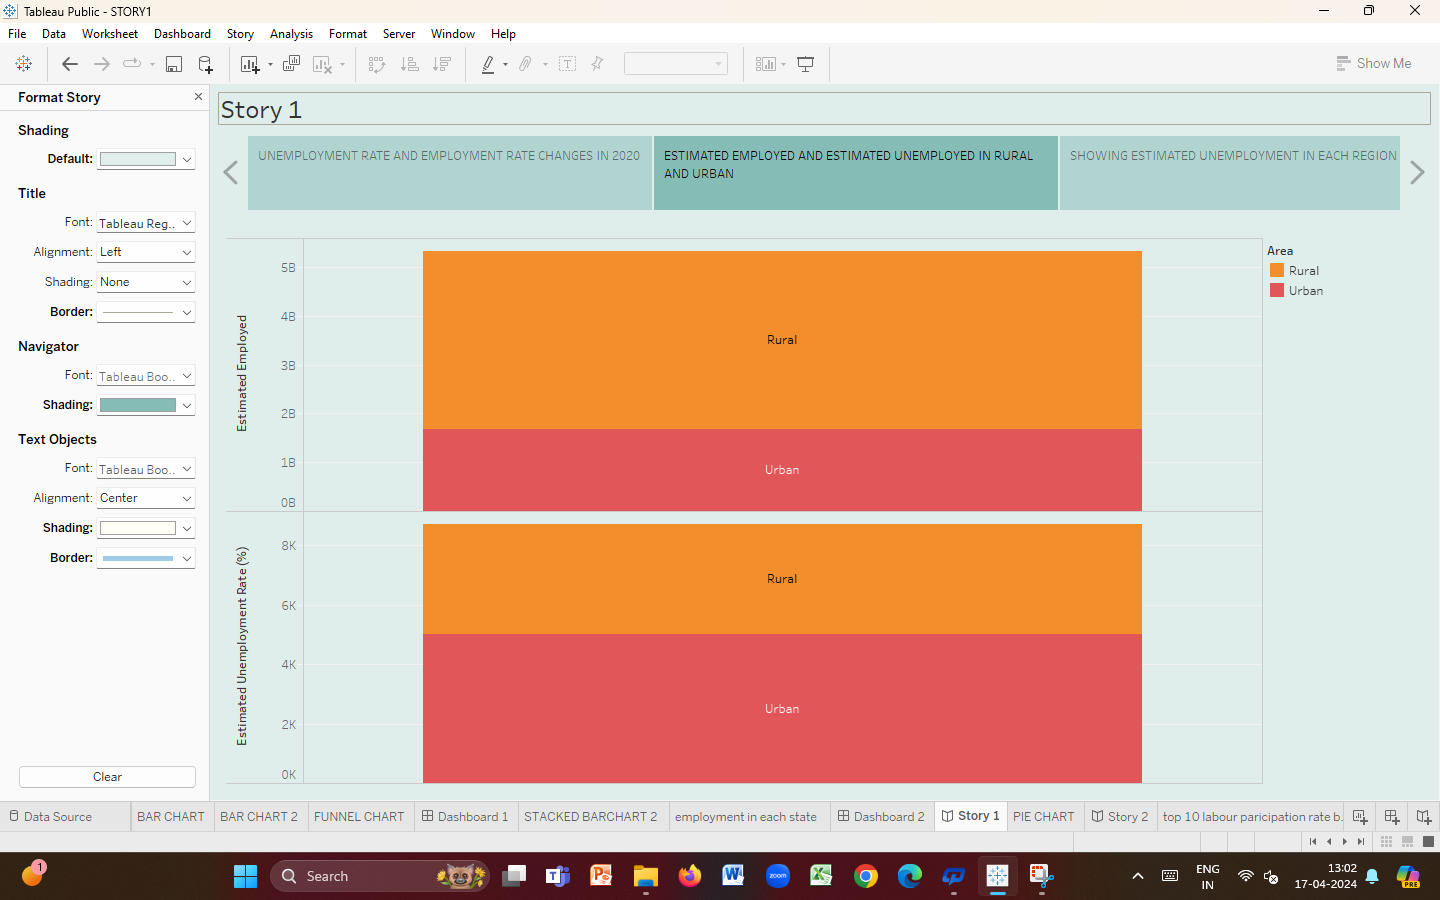 Tableau Public - STORY1
File Data Worksheet Dashboard Story Analysis Format Server Window Help
Show Me
Format Story
Shading
Default:
Title
Font: Tableau Reg..
Alignment: Left
Shading: None
Border:
Navigator
Font: Tableau Boo..
Shading:
Text Objects
Font: Tableau Boo..
Alignment: Center
Shading:
Border:
Clear
Story 1
UNEMPLOYMENT RATE AND EMPLOYMENT RATE CHANGES IN 2020
ESTIMATED EMPLOYED AND ESTIMATED UNEMPLOYED IN RURAL
AND URBAN
SHOWING ESTIMATED UNEMPLOYMENT IN EACH REGION
Estimated Employed
5B
4B
3B
2B
1B
0B
Rural
Urban
Estimated Unemployment Rate (%)
8K
6K
4K
2K
0K
Rural
Urban
Area
Rural
Urban
Data Source BAR CHART BAR CHART 2 FUNNEL CHART Dashboard 1 STACKED BARCHART 2 employment in each state Dashboard 2 Story 1 PIE CHART Story 2 top 10 labour paricipation rate b..
1
Search
zoom
ENG
IN
13:02
17-04-2024
PRE